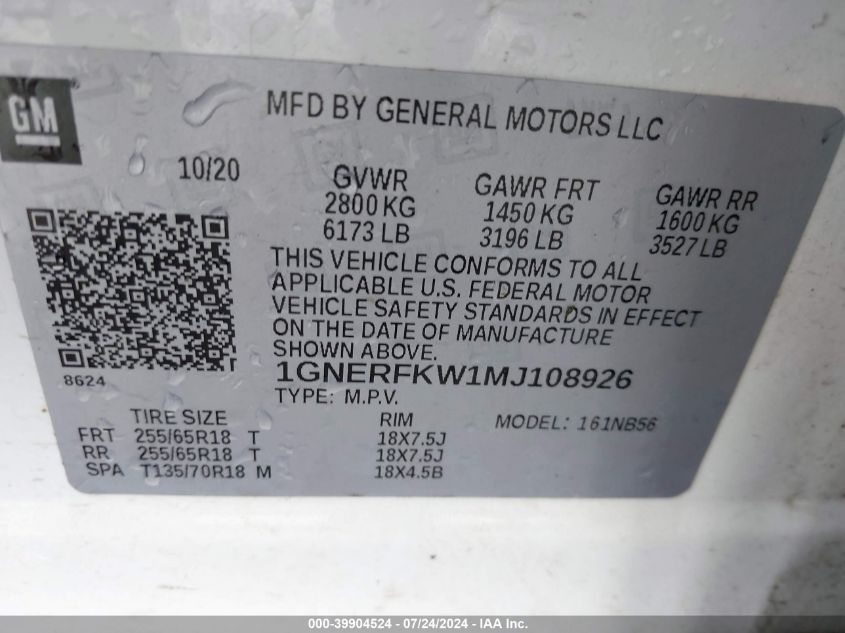 GM
MFD BY GENERAL MOTORS LLC
10/20
GVWR GAWR FRT GAWR RR
2800 KG 1450 KG 1600 KG
6173 LB 3196 LB 3527 LB
THIS VEHICLE CONFORMS TO ALL
APPLICABLE U.S. FEDERAL MOTOR
VEHICLE SAFETY STANDARDS IN EFFECT
ON THE DATE OF MANUFACTURE
SHOWN ABOVE.
8624
1GNERFKW1MJ108926
TYPE: M.P.V.
TIRE SIZE RIM MODEL: 161NB56
FRT 255/65R18 T 18X7.5J
RR 255/65R18 T 18X7.5J
SPA T135/70R18 M 18X4.5B
000-39904524 - 07/24/2024 - IAA Inc.